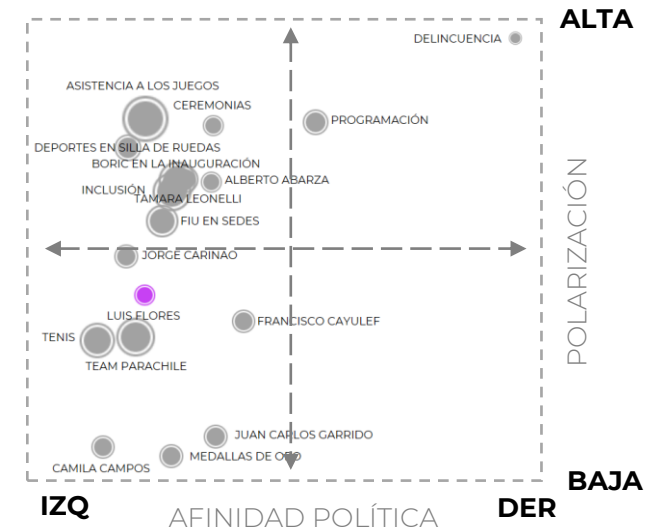 ALTA
DELINCUENCIA
ASISTENCIA A LOS JUEGOS
CEREMONIAS
PROGRAMACIÓN
DEPORTES EN SILLA DE RUEDAS
BORIC EN LA INAUGURACIÓN
ALBERTO ABARZA
INCLUSIÓN
TAMARA LEONELLI
FIU EN SEDES
JORGE CARINAO
LUIS FLORES
FRANCISCO CAYULEF
TENIS
TEAM PARACHILE
JUAN CARLOS GARRIDO
MEDALLAS DE ORO
CAMILA CAMPOS
POLARIZACIÓN
BAJA
IZQ
DER
AFINIDAD POLÍTICA